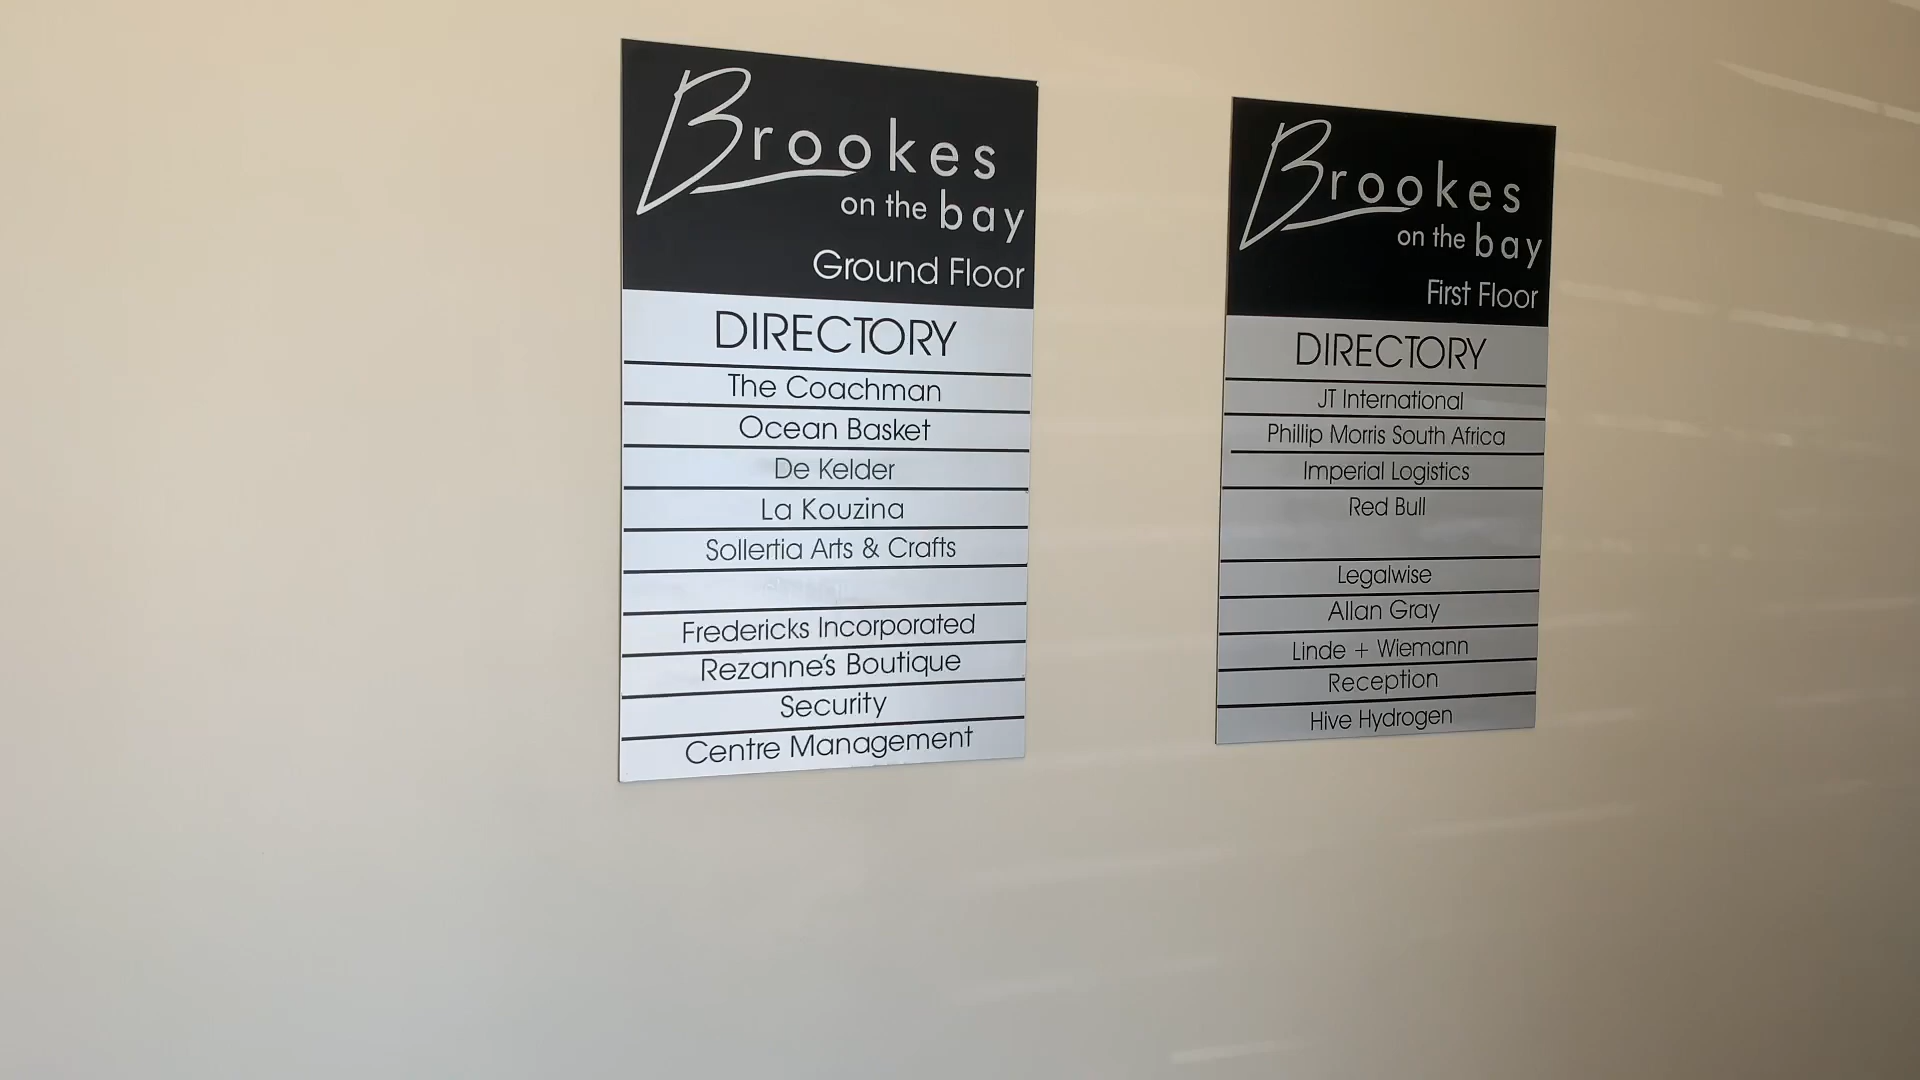 Brookes
on the bay
Ground Floor
DIRECTORY
The Coachman
Ocean Basket
De Kelder
La Kouzina
Sollertia Arts & Crafts
Fredericks Incorporated
Rezanne's Boutique
Security
Centre Management
Brookes
on the bay
First Floor
DIRECTORY
JT International
Phillip Morris South Africa
Imperial Logistics
Red Bull
Legalwise
Allan Gray
Linde + Wiemann
Reception
Hive Hydrogen